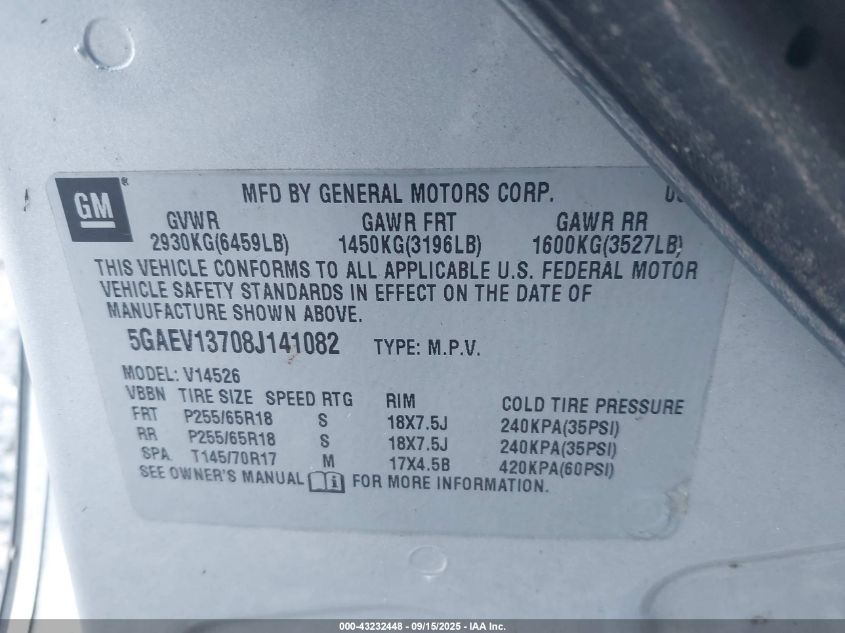 GM®
MFD BY GENERAL MOTORS CORP.
GVWR GAWR FRT GAWR RR
2930KG(6459LB) 1450KG(3196LB) 1600KG(3527LB)
THIS VEHICLE CONFORMS TO ALL APPLICABLE U.S. FEDERAL MOTOR
VEHICLE SAFETY STANDARDS IN EFFECT ON THE DATE OF
MANUFACTURE SHOWN ABOVE.
5GAEV13708J141082 TYPE: M.P.V.
MODEL: V14526
VBBN TIRE SIZE SPEED RTG RIM COLD TIRE PRESSURE
FRT P255/65R18 S 18X7.5J 240KPA(35PSI)
RR P255/65R18 S 18X7.5J 240KPA(35PSI)
SPA T145/70R17 M 17X4.5B 420KPA(60PSI)
SEE OWNER'S MANUAL FOR MORE INFORMATION.
000-43232448 - 09/15/2025 - IAA Inc.